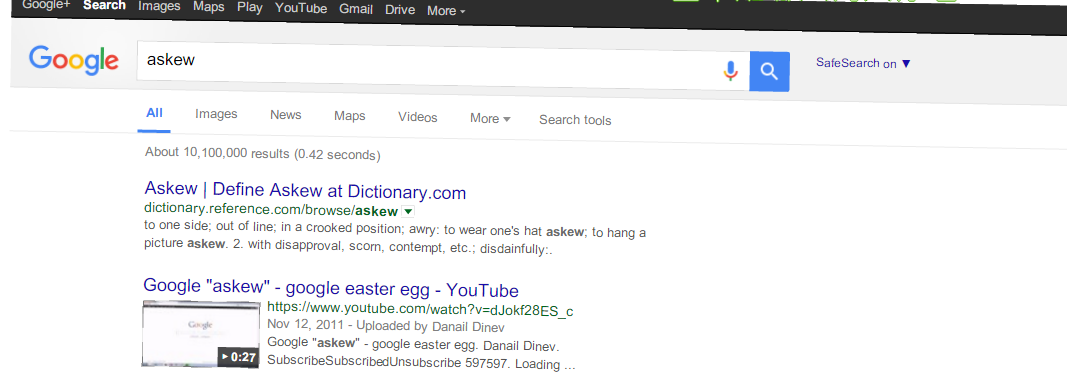 Google+ Search Images Maps Play YouTube Gmail Drive More
Google askew SafeSearch on ▼
All Images News Maps Videos More Search tools
About 10,100,000 results (0.42 seconds)
Askew | Define Askew at Dictionary.com
dictionary.reference.com/browse/askew
to one side; out of line; in a crooked position; awry: to wear one's hat askew; to hang a
picture askew. 2. with disapproval, scorn, contempt, etc.; disdainfully:.
Google "askew" - google easter egg - YouTube
https://www.youtube.com/watch?v=dJokf28ES_c
Google
Nov 12, 2011 - Uploaded by Danail Dinev
Google "askew" - google easter egg. Danail Dinev.
0:27
SubscribeSubscribedUnsubscribe 597597. Loading ...